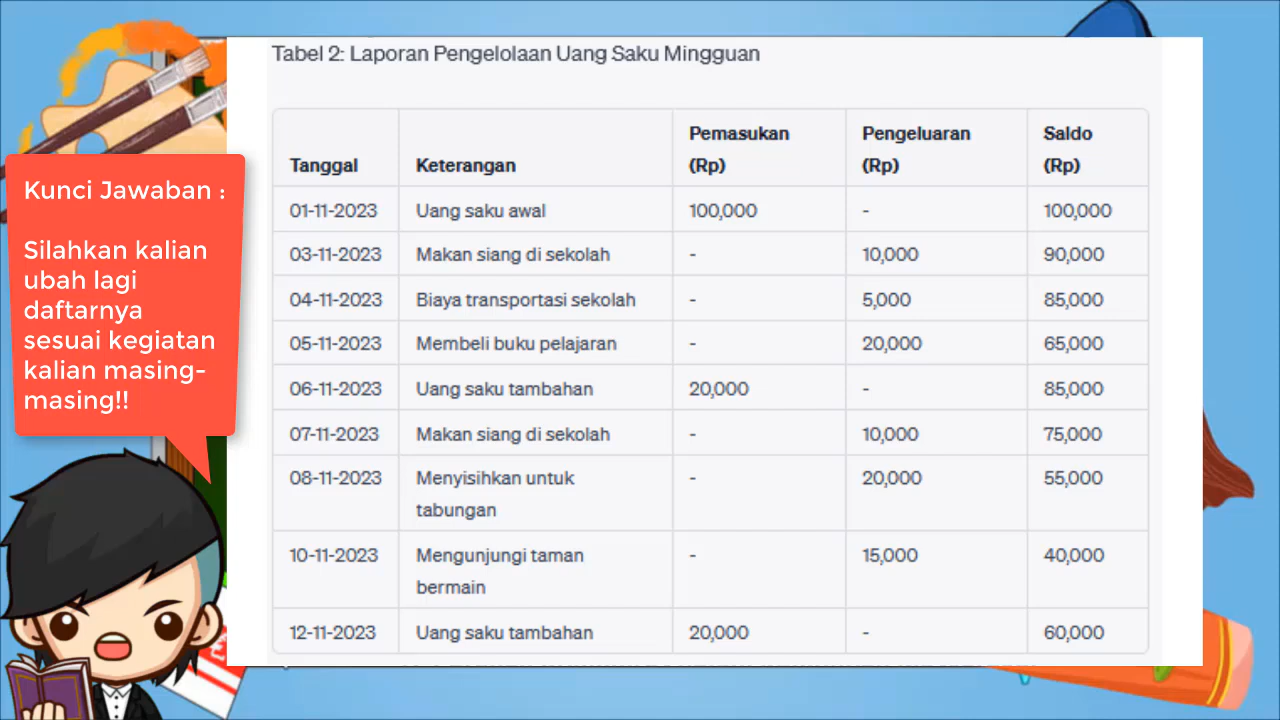 Tabel 2: Laporan Pengelolaan Uang Saku Mingguan
Kunci Jawaban :
Silahkan kalian
ubah lagi
daftarnya
sesuai kegiatan
kalian masing-
masing!!
Tanggal Keterangan Pemasukan (Rp) Pengeluaran (Rp) Saldo (Rp)
01-11-2023 Uang saku awal 100,000 - 100,000
03-11-2023 Makan siang di sekolah - 10,000 90,000
04-11-2023 Biaya transportasi sekolah - 5,000 85,000
05-11-2023 Membeli buku pelajaran - 20,000 65,000
06-11-2023 Uang saku tambahan 20,000 - 85,000
07-11-2023 Makan siang di sekolah - 10,000 75,000
08-11-2023 Menyisihkan untuk tabungan - 20,000 55,000
10-11-2023 Mengunjungi taman bermain - 15,000 40,000
12-11-2023 Uang saku tambahan 20,000 - 60,000